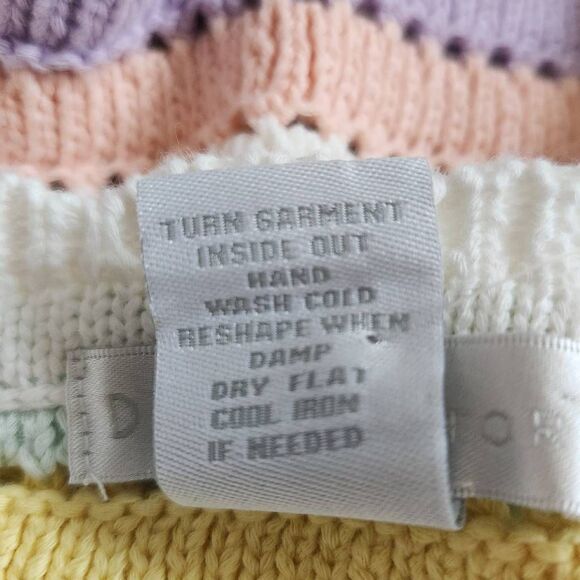 TURN GARMENT
INSIDE OUT
HAND
WASH COLD
RESHAPE WHEN
DAMP
DRY FLAT
COOL IRON
IF NEEDED